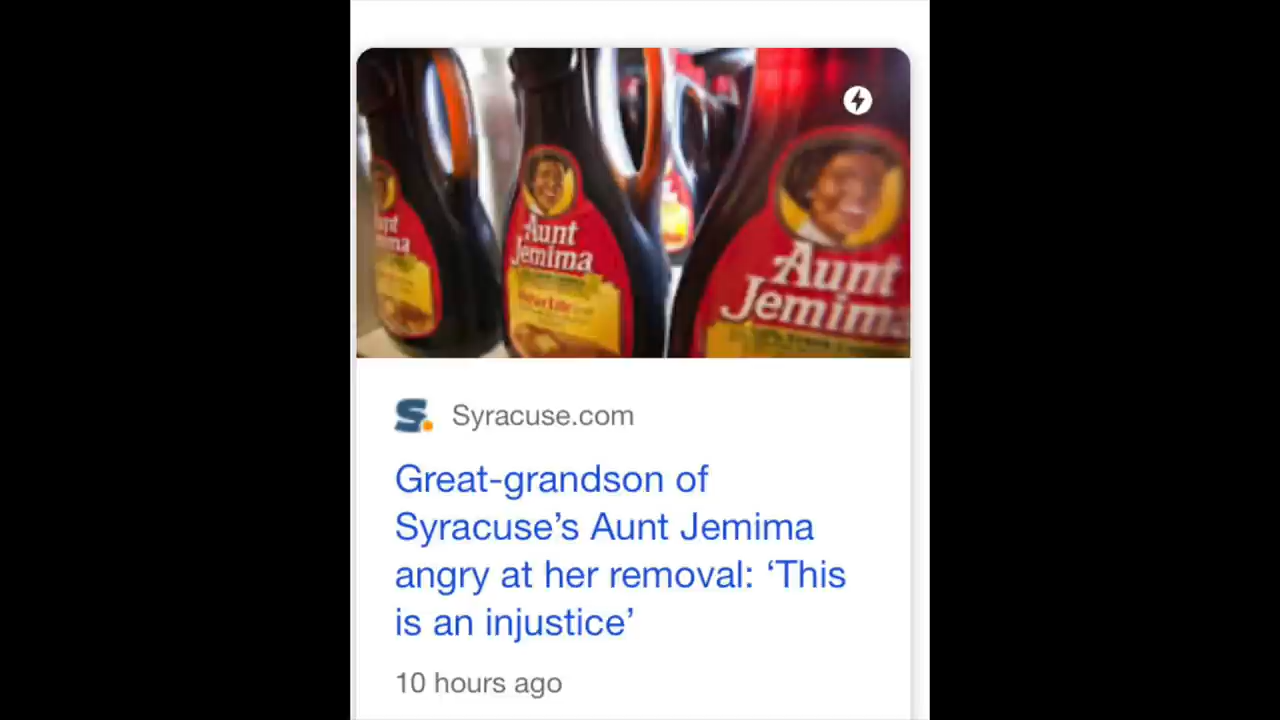 Aunt
Jemima
Aunt
Syracuse.com
Great-grandson of
Syracuse’s Aunt Jemima
angry at her removal: ‘This
is an injustice’
10 hours ago